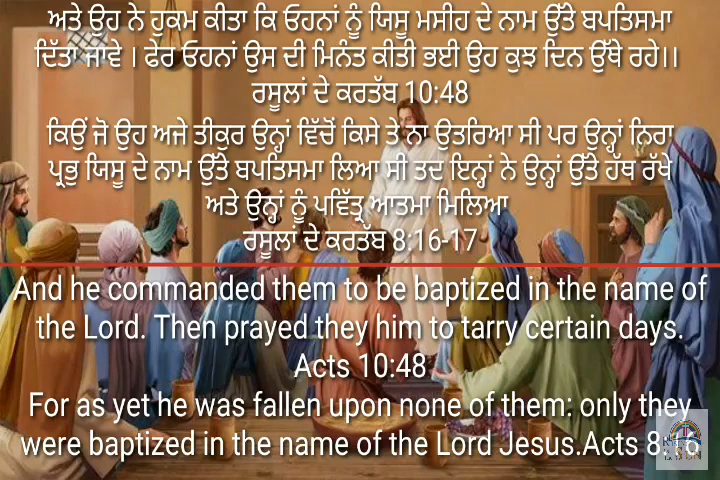 ਅਤੇ ਉਹ ਨੇ ਹੁਕਮ ਕੀਤਾ ਕਿ ਓਹਨਾਂ ਨੂੰ ਯਿਸੂ ਮਸੀਹ ਦੇ ਨਾਮ ਉੱਤੇ ਬਪਤਿਸਮਾ
ਦਿੱਤਾ ਜਾਵੇ । ਫੇਰ ਓਹਨਾਂ ਉਸ ਦੀ ਮਿਨੰਤ ਕੀਤੀ ਭਈ ਉਹ ਕੁਝ ਦਿਨ ਉੱਥੇ ਰਹੇ।।
ਰਸੂਲਾਂ ਦੇ ਕਰਤੱਬ 10:48
ਕਿਉਂ ਜੋ ਉਹ ਅਜੇ ਤੀਕੁਰ ਉਨ੍ਹਾਂ ਵਿੱਚੋਂ ਕਿਸੇ ਤੇ ਨਾ ਉਤਰਿਆ ਸੀ ਪਰ ਉਨ੍ਹਾਂ ਨਿਰਾ
ਪ੍ਰਭੁ ਯਿਸੂ ਦੇ ਨਾਮ ਉੱਤੇ ਬਪਤਿਸਮਾ ਲਿਆ ਸੀ ਤਦ ਇਨ੍ਹਾਂ ਨੇ ਉਨ੍ਹਾਂ ਉੱਤੇ ਹੱਥ ਰੱਖੇ
ਅਤੇ ਉਨ੍ਹਾਂ ਨੂੰ ਪਵਿੱਤ੍ਰ ਆਤਮਾ ਮਿਲਿਆ
ਰਸੂਲਾਂ ਦੇ ਕਰਤੱਬ 8:16-17
And he commanded them to be baptized in the name of
the Lord. Then prayed they him to tarry certain days.
Acts 10:48
For as yet he was fallen upon none of them: only they
were baptized in the name of the Lord Jesus.Acts 8:16